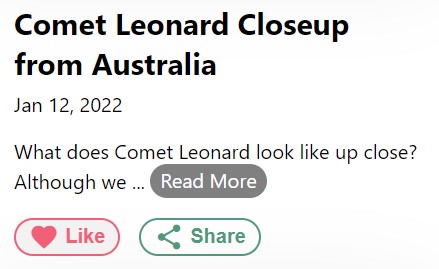 Comet Leonard Closeup
from Australia
Jan 12, 2022
What does Comet Leonard look like up close?
Although we ... Read More
Like Share